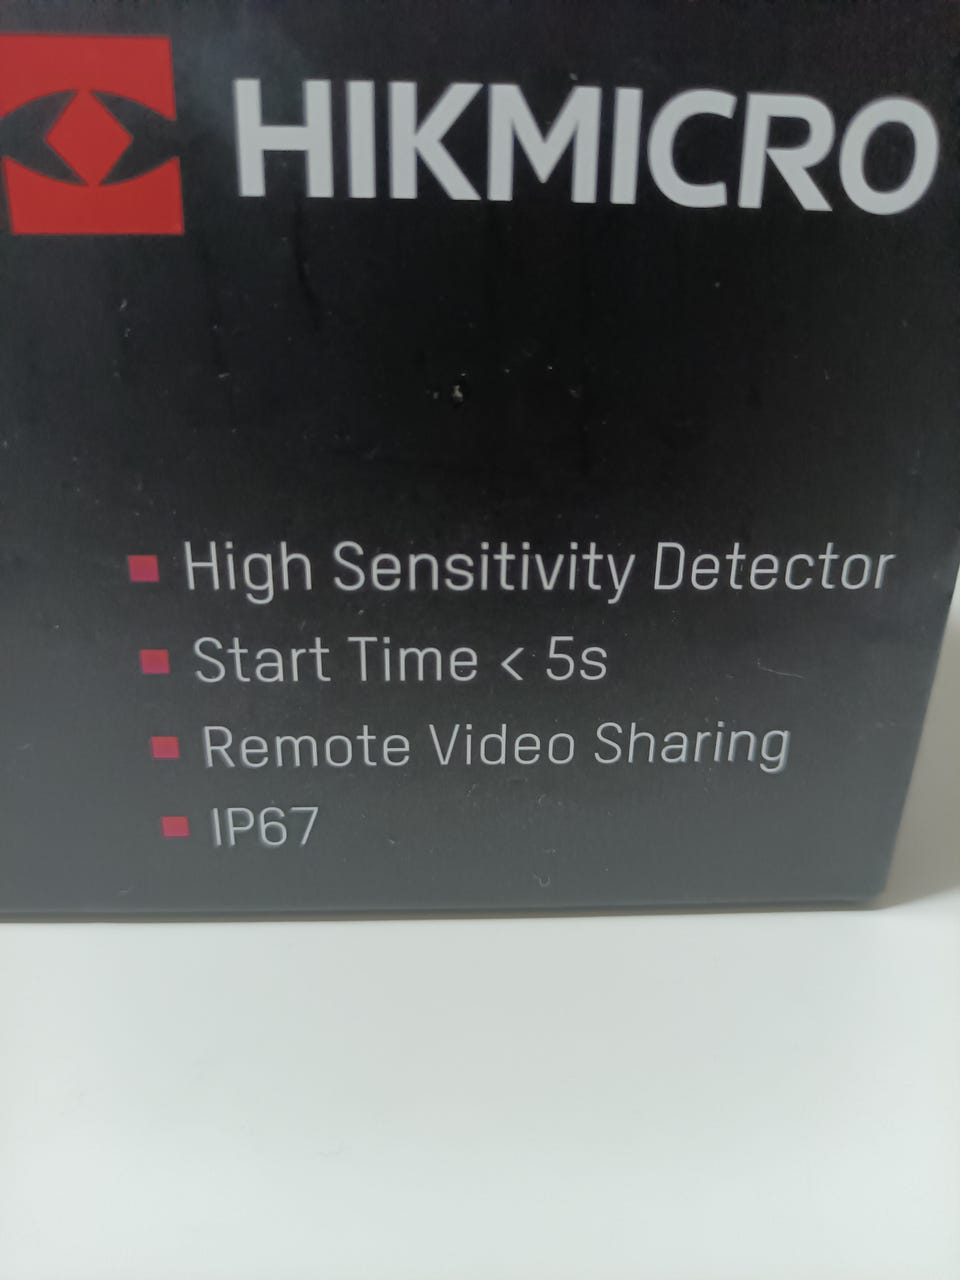 HIKMICRO
High Sensitivity Detector
Start Time < 5s
Remote Video Sharing
IP67